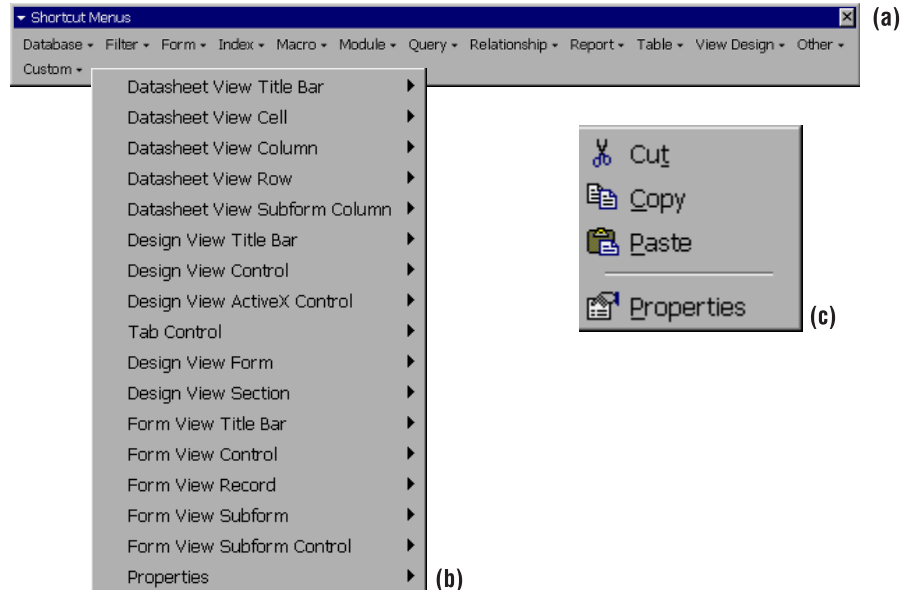 Shortcut Menus
(a)
Database Filter Form Index Macro Module Query Relationship Report Table View Design Other
Custom
Datasheet View Title Bar
Datasheet View Cell
Datasheet View Column
Datasheet View Row
Datasheet View Subform Column
Design View Title Bar
Design View Control
Design View ActiveX Control
Tab Control
Design View Form
Design View Section
Form View Title Bar
Form View Control
Form View Record
Form View Subform
Form View Subform Control
Properties
(b)
Cut
Copy
Paste
Properties
(c)